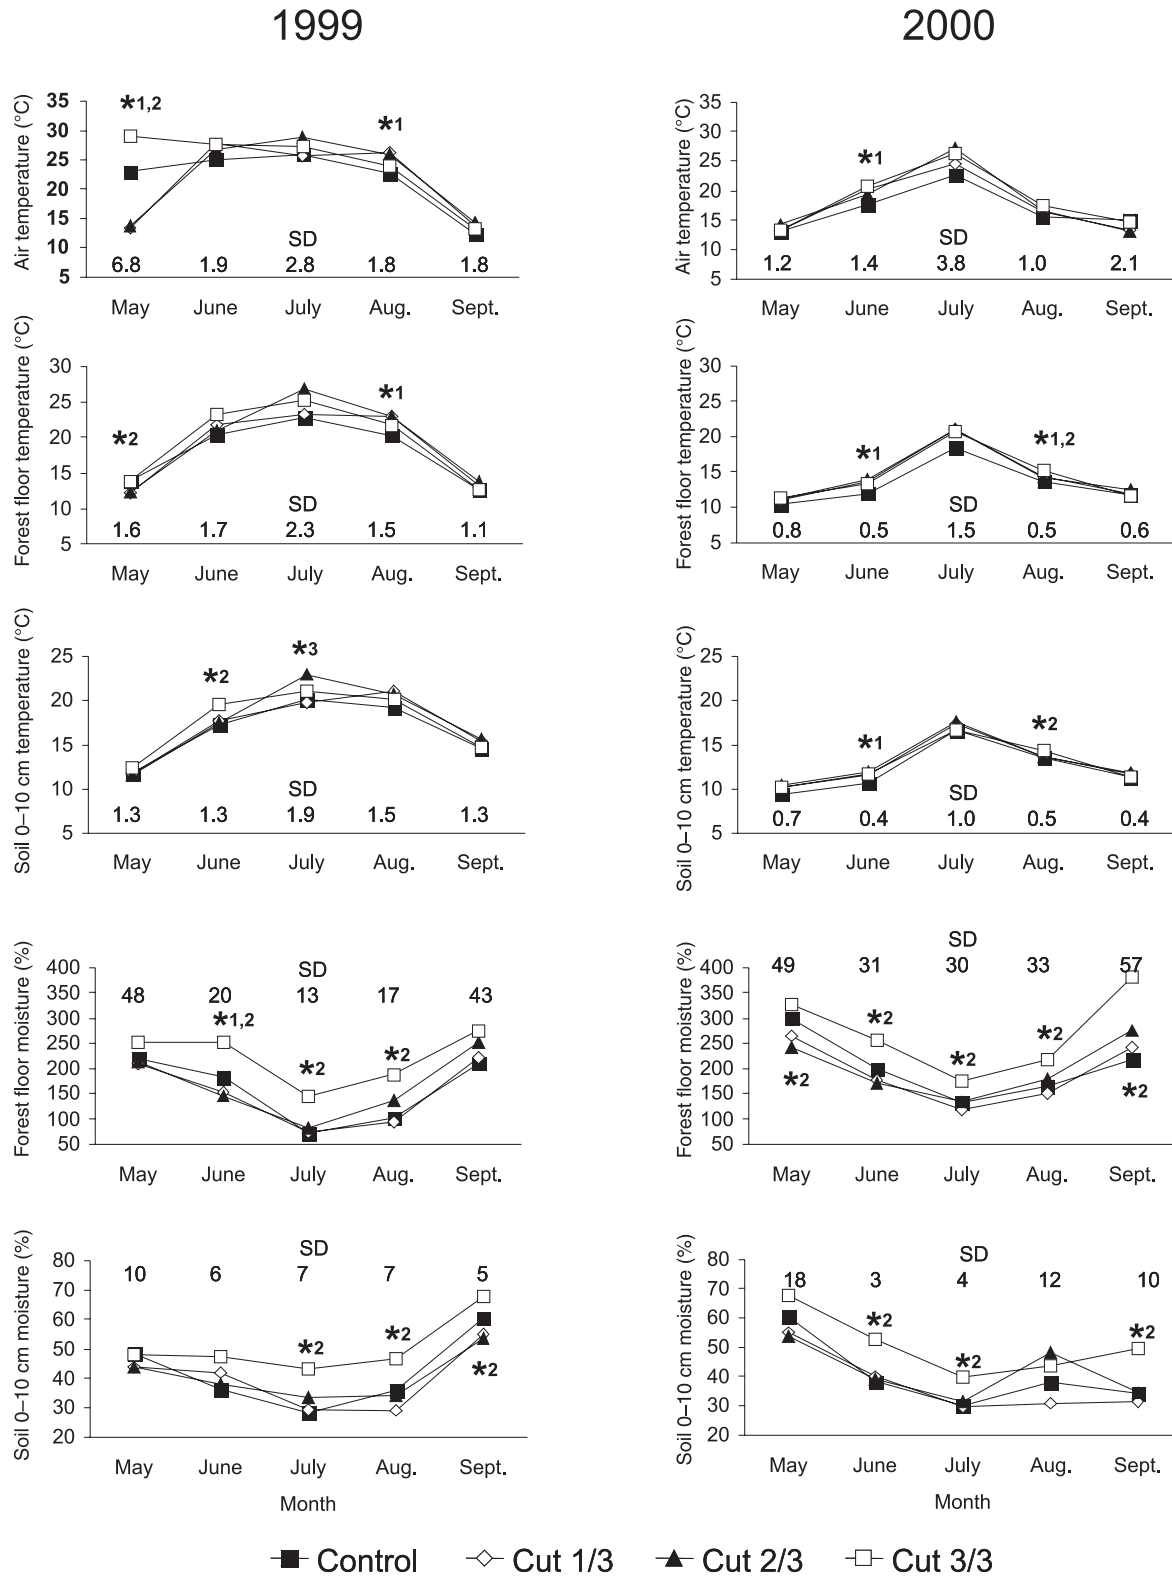 1999
2000
Air temperature (°C)
35
30
25
20
15
10
5
*1,2
*1
SD
6.8 1.9 2.8 1.8 1.8
May June July Aug. Sept.
Air temperature (°C)
35
30
25
20
15
10
5
*1
SD
1.2 1.4 3.8 1.0 2.1
May June July Aug. Sept.
Forest floor temperature (°C)
30
25
20
15
10
5
*2
*1
SD
1.6 1.7 2.3 1.5 1.1
May June July Aug. Sept.
Forest floor temperature (°C)
30
25
20
15
10
5
*1
*1,2
SD
0.8 0.5 1.5 0.5 0.6
May June July Aug. Sept.
Soil 0–10 cm temperature (°C)
25
20
15
10
5
*2
*3
SD
1.3 1.3 1.9 1.5 1.3
May June July Aug. Sept.
Soil 0–10 cm temperature (°C)
25
20
15
10
5
*1
*2
SD
0.7 0.4 1.0 0.5 0.4
May June July Aug. Sept.
Forest floor moisture (%)
400
350
300
250
200
150
100
50
SD
48 20 13 17 43
*1,2
*2
*2
May June July Aug. Sept.
Forest floor moisture (%)
400
350
300
250
200
150
100
50
SD
49 31 30 33 57
*2
*2
*2
*2
*2
May June July Aug. Sept.
Soil 0–10 cm moisture (%)
80
70
60
50
40
30
20
SD
10 6 7 7 5
*2
*2
*2
May June July Aug. Sept.
Month
Soil 0–10 cm moisture (%)
80
70
60
50
40
30
20
SD
18 3 4 12 10
*2
*2
*2
May June July Aug. Sept.
Month
Control Cut 1/3 Cut 2/3 Cut 3/3